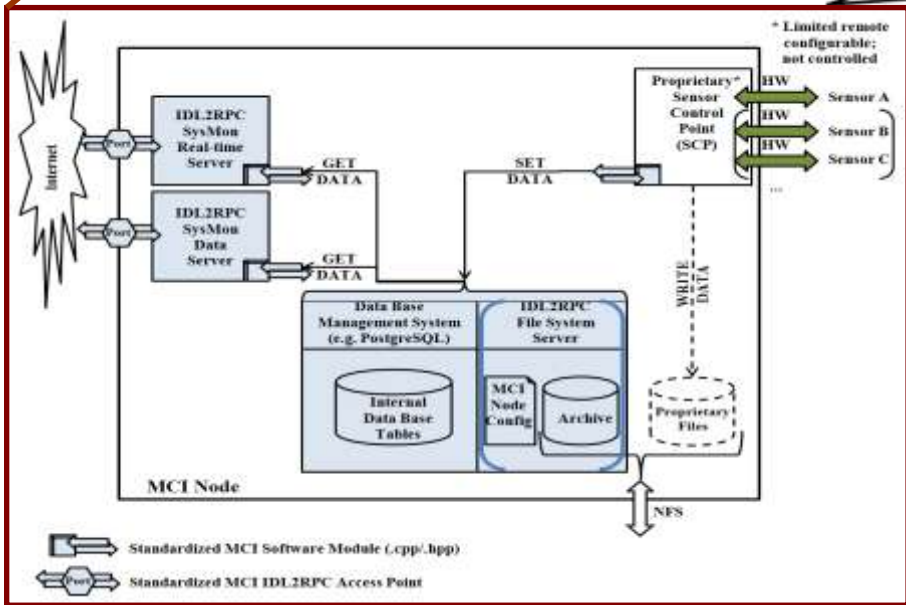 * Limited remote
configurable;
not controlled
Internet
Port
IDL2RPC
SysMon
Real-time
Server
GET
DATA
Port
IDL2RPC
SysMon
Data
Server
GET
DATA
SET
DATA
Proprietary*
Sensor
Control
Point
(SCP)
HW
Sensor A
HW
Sensor B
HW
Sensor C
...
WRITE
DATA
Data Base
Management System
(e.g. PostgreSQL)
IDL2RPC
File System
Server
Internal
Data Base
Tables
MCI
Node
Config
Archive
Proprietary
Files
MCI Node
NFS
Standardized MCI Software Module (.cpp/.hpp)
Port
Standardized MCI IDL2RPC Access Point